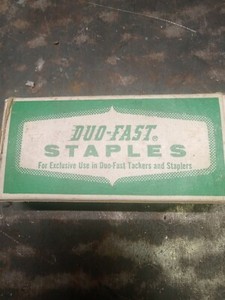 DUO-FAST®
STAPLES
For Exclusive Use in Duo-Fast Tackers and Staplers